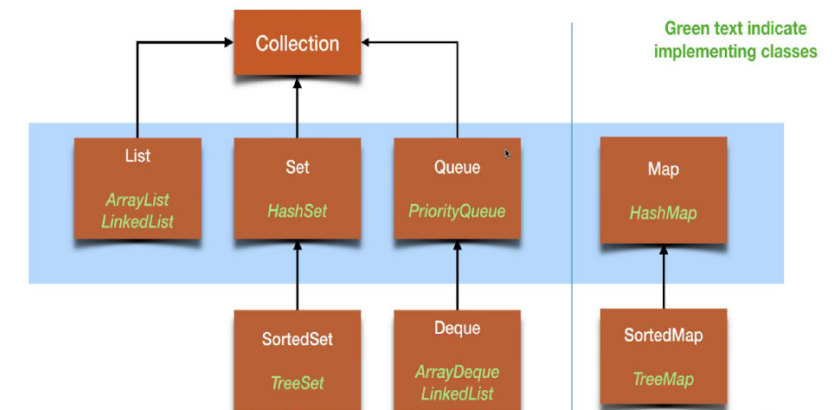 Collection
Green text indicate
implementing classes
List
ArrayList
LinkedList
Set
HashSet
Queue
PriorityQueue
Map
HashMap
SortedSet
TreeSet
Deque
ArrayDeque
LinkedList
SortedMap
TreeMap